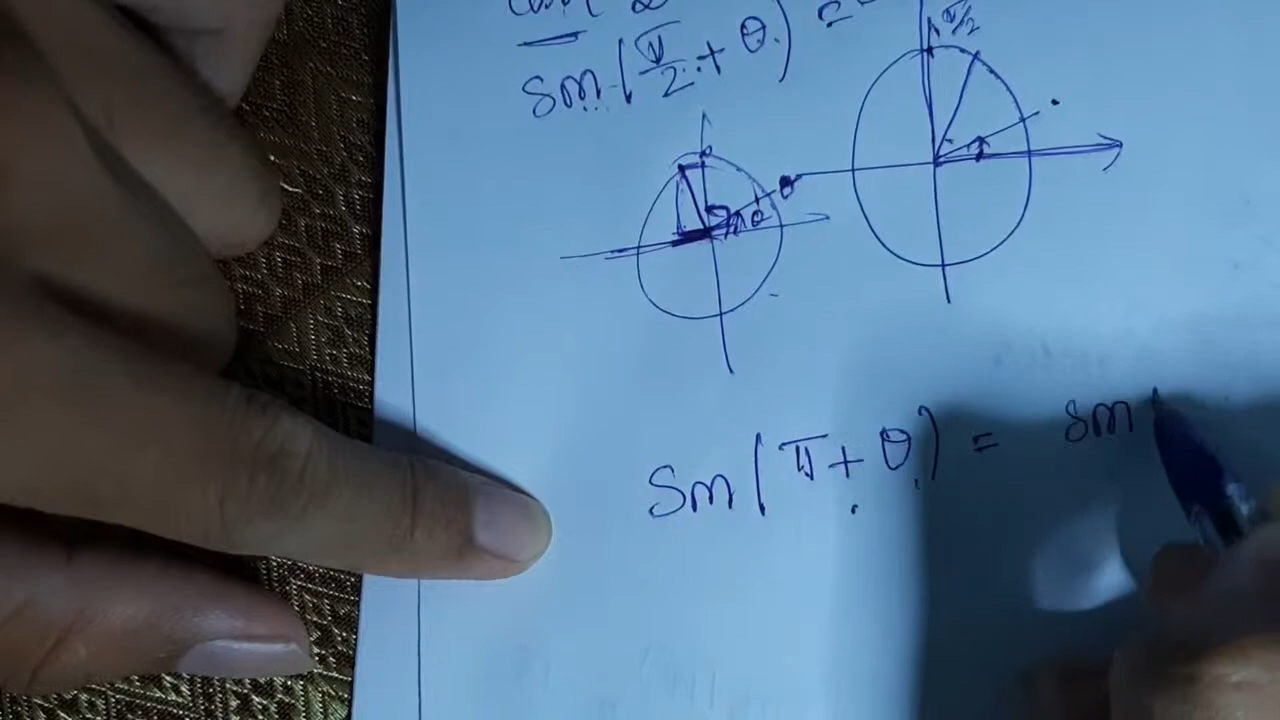 sin(π/2 + θ) =
π/2
θ
sin(π + θ) = sin(